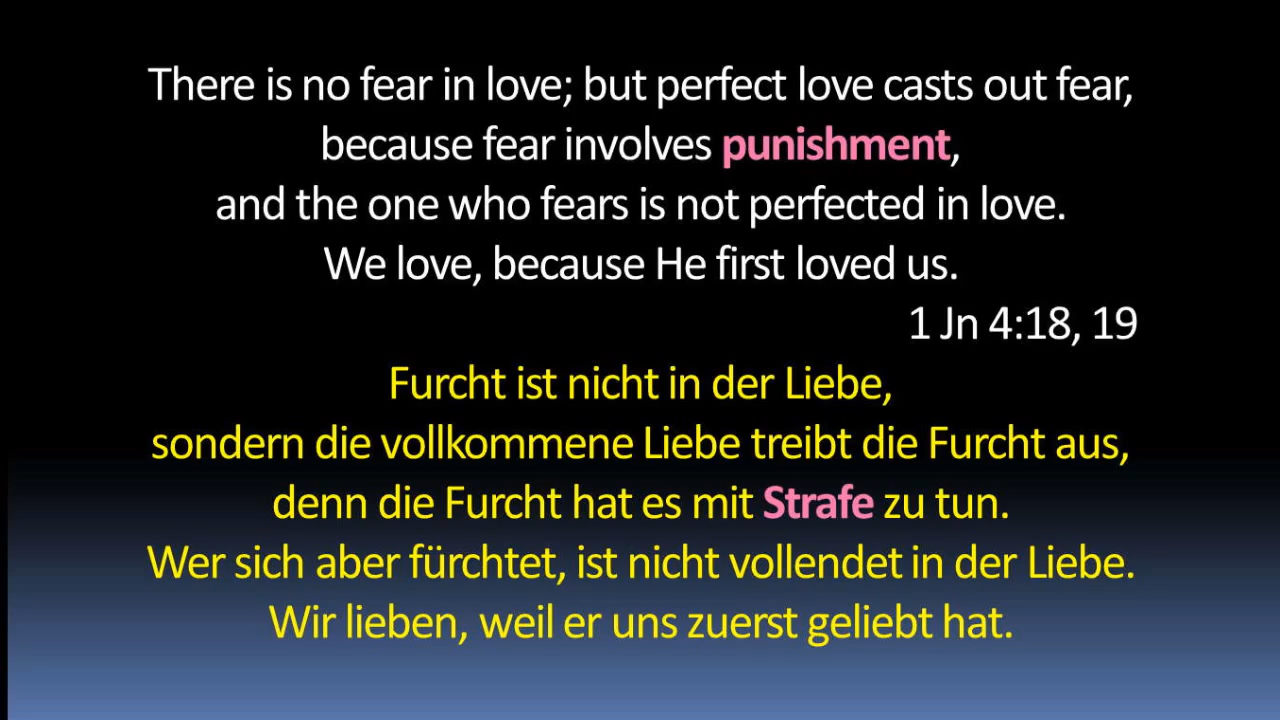 There is no fear in love; but perfect love casts out fear,
because fear involves punishment,
and the one who fears is not perfected in love.
We love, because He first loved us.
1 Jn 4:18, 19
Furcht ist nicht in der Liebe,
sondern die vollkommene Liebe treibt die Furcht aus,
denn die Furcht hat es mit Strafe zu tun.
Wer sich aber fürchtet, ist nicht vollendet in der Liebe.
Wir lieben, weil er uns zuerst geliebt hat.